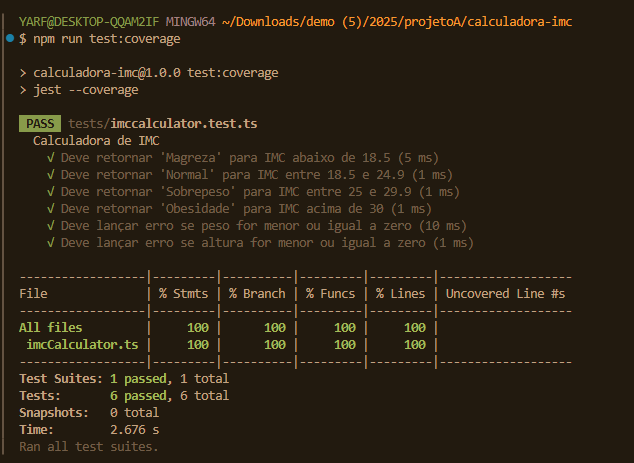 YARF@DESKTOP-QQAM2IF MINGW64 ~/Downloads/demo (5)/2025/projetoA/calculadora-imc
$ npm run test:coverage
> calculadora-imc@1.0.0 test:coverage
> jest --coverage
PASS tests/imccalculator.test.ts
Calculadora de IMC
√ Deve retornar 'Magreza' para IMC abaixo de 18.5 (5 ms)
√ Deve retornar 'Normal' para IMC entre 18.5 e 24.9 (1 ms)
√ Deve retornar 'Sobrepeso' para IMC entre 25 e 29.9 (1 ms)
√ Deve retornar 'Obesidade' para IMC acima de 30 (1 ms)
√ Deve lançar erro se peso for menor ou igual a zero (10 ms)
√ Deve lançar erro se altura for menor ou igual a zero (1 ms)
-----------------|---------|----------|---------|---------|-------------------
File | % Stmts | % Branch | % Funcs | % Lines | Uncovered Line #s
-----------------|---------|----------|---------|---------|-------------------
All files | 100 | 100 | 100 | 100 |
imcCalculator.ts | 100 | 100 | 100 | 100 |
-----------------|---------|----------|---------|---------|-------------------
Test Suites: 1 passed, 1 total
Tests: 6 passed, 6 total
Snapshots: 0 total
Time: 2.676 s
Ran all test suites.